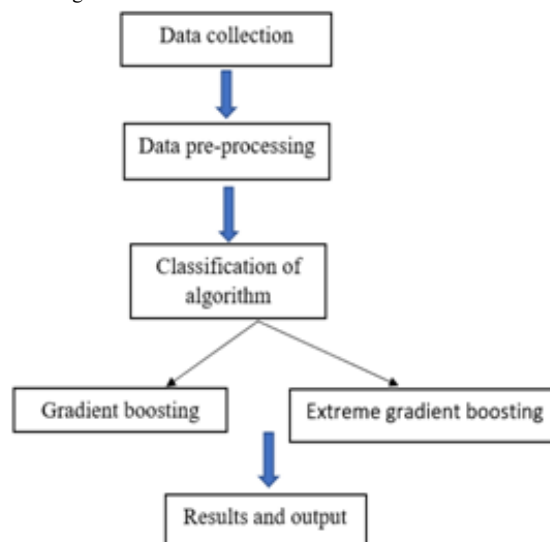 Data collection
Data pre-processing
Classification of
algorithm
Gradient boosting
Extreme gradient boosting
Results and output